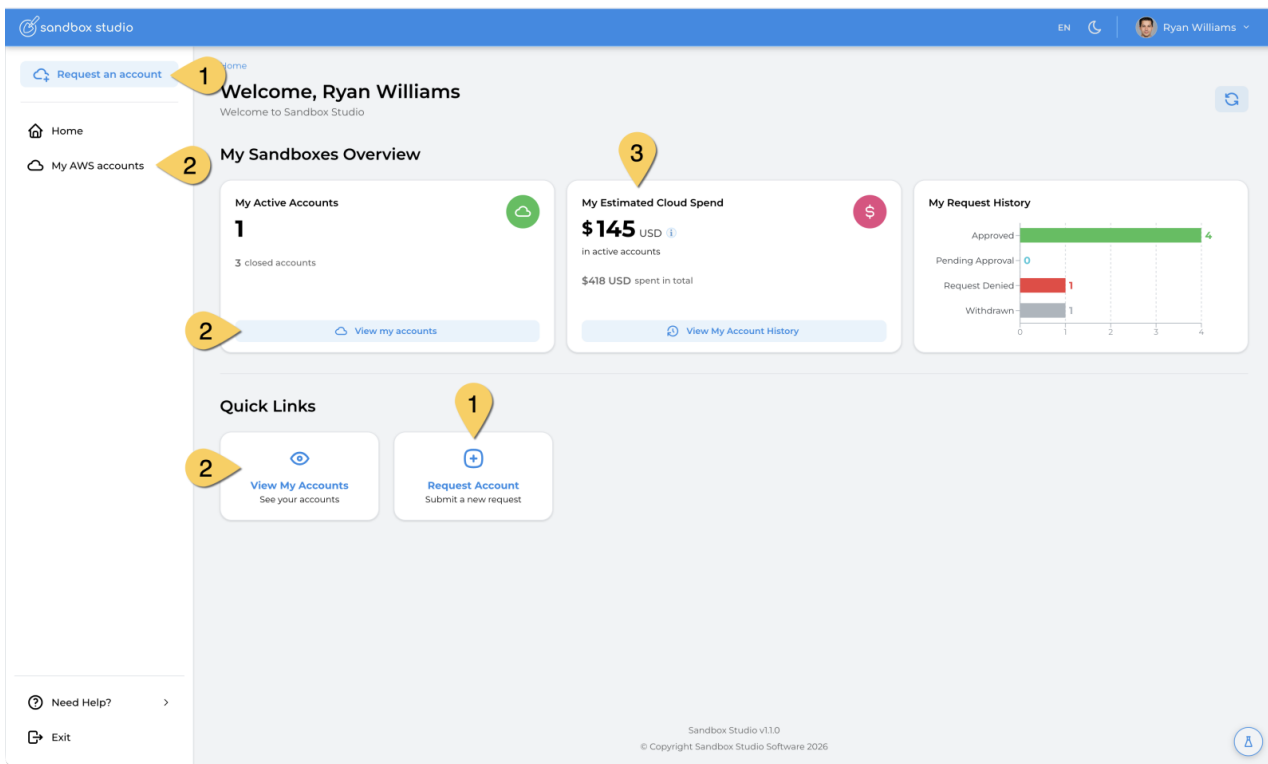 sandbox studio
EN
Ryan Williams
Request an account
1
Home
My AWS accounts
2
Home
Welcome, Ryan Williams
Welcome to Sandbox Studio
My Sandboxes Overview
3
My Active Accounts
1
3 closed accounts
2
View my accounts
My Estimated Cloud Spend
$
$145 USD i
in active accounts
$418 USD spent in total
View My Account History
My Request History
Approved 4
Pending Approval 0
Request Denied 1
Withdrawn 1
0 1 2 3 4
Quick Links
1
2
View My Accounts
See your accounts
Request Account
Submit a new request
Need Help?
Exit
Sandbox Studio v1.1.0
© Copyright Sandbox Studio Software 2026